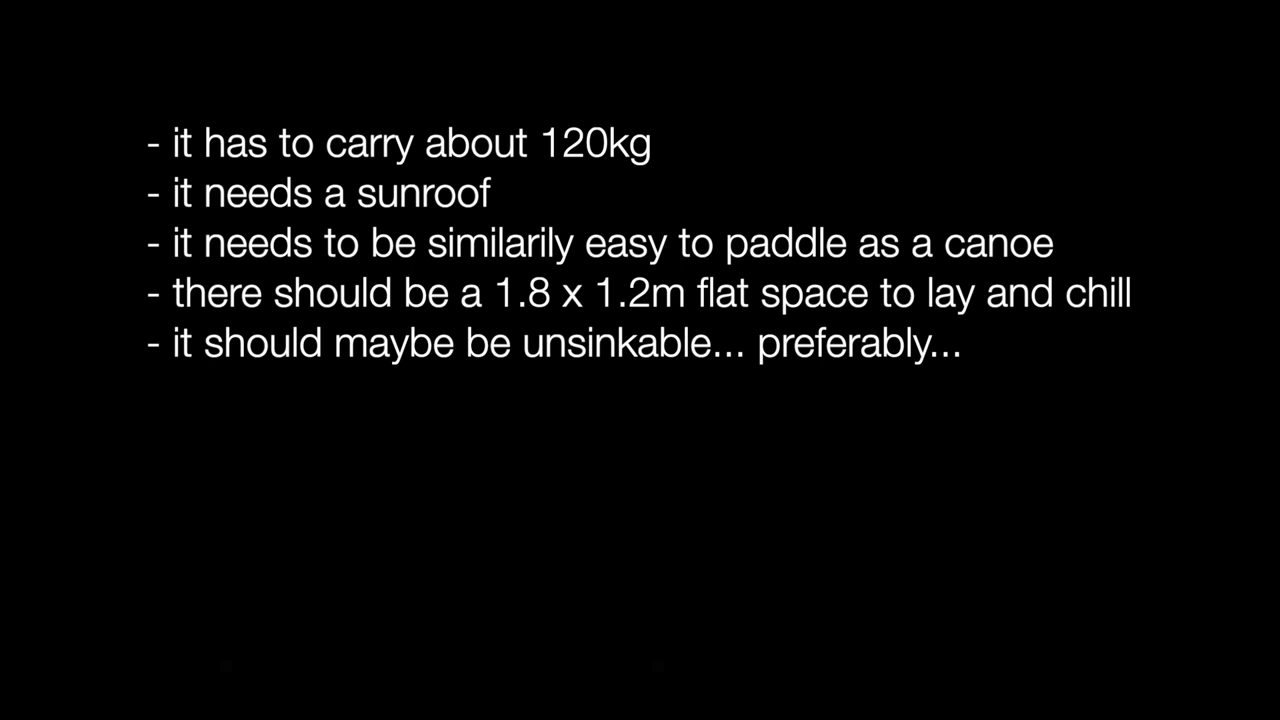 - it has to carry about 120kg
- it needs a sunroof
- it needs to be similarily easy to paddle as a canoe
- there should be a 1.8 x 1.2m flat space to lay and chill
- it should maybe be unsinkable... preferably...